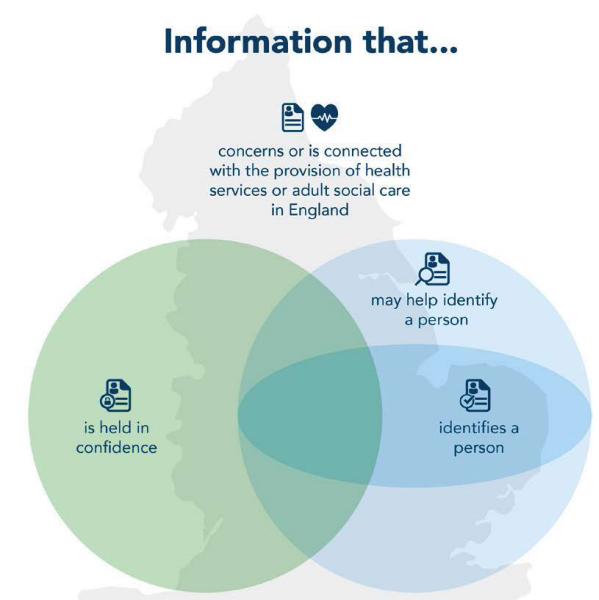 Information that...
concerns or is connected
with the provision of health
services or adult social care
in England
may help identify
a person
is held in
confidence
identifies a
person